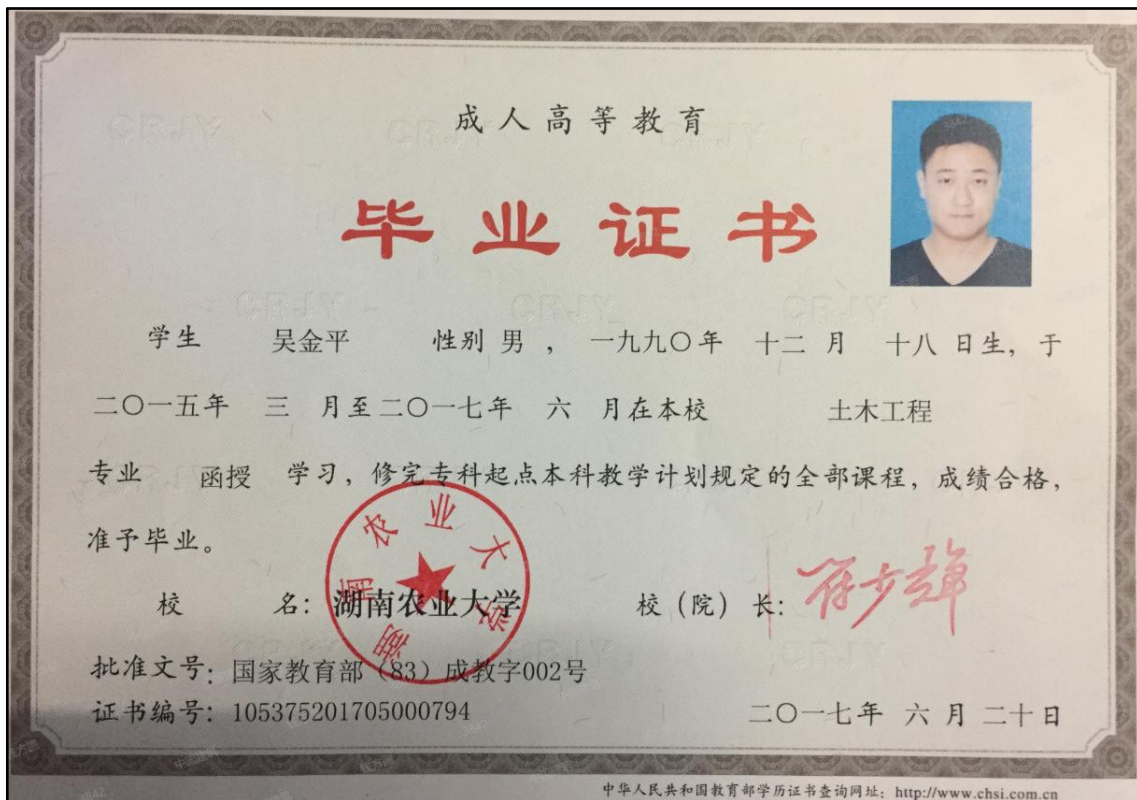 成人高等教育
毕业证书
学生 吴金平 性别 男 ， 一九九〇年 十二 月 十八 日生，于
二〇一五年 三 月至二〇一七年 六 月在本校 土木工程
专业 函授 学习，修完专科起点本科教学计划规定的全部课程，成绩合格，
准予毕业。
校 名：湖南农业大学 校（院）长：
湖南农业大学
批准文号：国家教育部（83）成教字002号
证书编号：105375201705000794 二〇一七年 六 月 二十日
中华人民共和国教育部学历证书查询网址：http://www.chsi.com.cn